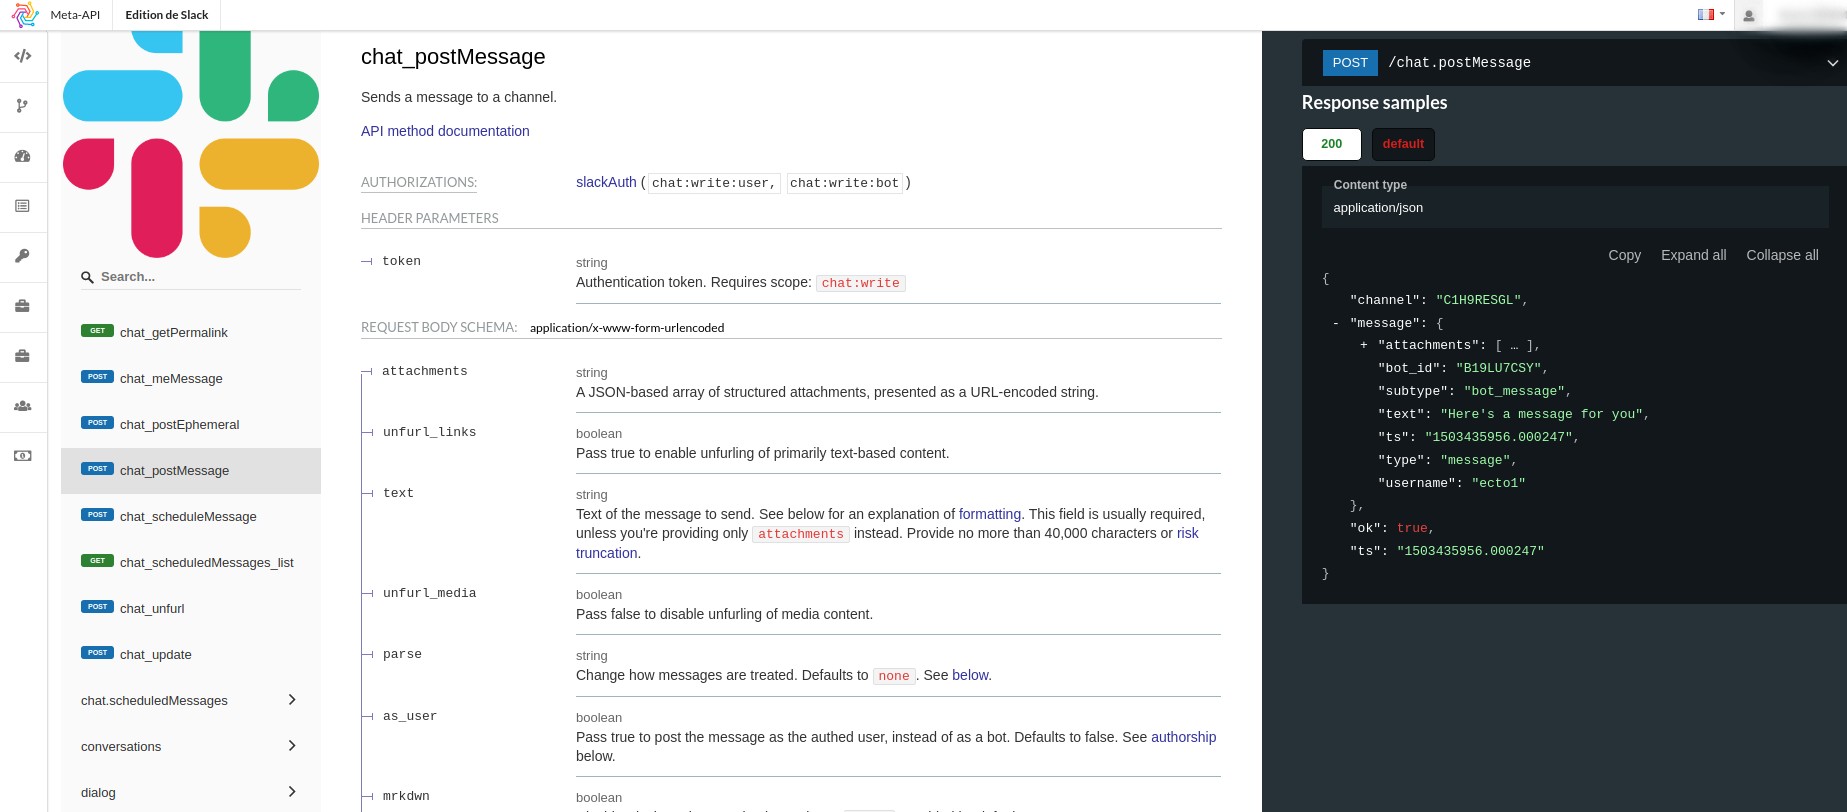 Meta-API
Edition de Slack
Search...
GET chat_getPermalink
POST chat_meMessage
POST chat_postEphemeral
POST chat_postMessage
POST chat_scheduleMessage
GET chat_scheduledMessages_list
POST chat_unfurl
POST chat_update
chat.scheduledMessages
conversations
dialog
chat_postMessage
Sends a message to a channel.
API method documentation
AUTHORIZATIONS: slackAuth ( chat:write:user, chat:write:bot )
HEADER PARAMETERS
token string
Authentication token. Requires scope: chat:write
REQUEST BODY SCHEMA: application/x-www-form-urlencoded
attachments string
A JSON-based array of structured attachments, presented as a URL-encoded string.
unfurl_links boolean
Pass true to enable unfurling of primarily text-based content.
text string
Text of the message to send. See below for an explanation of formatting. This field is usually required,
unless you're providing only attachments instead. Provide no more than 40,000 characters or risk
truncation.
unfurl_media boolean
Pass false to disable unfurling of media content.
parse string
Change how messages are treated. Defaults to none. See below.
as_user boolean
Pass true to post the message as the authed user, instead of as a bot. Defaults to false. See authorship
below.
mrkdwn boolean
POST /chat.postMessage
Response samples
200 default
Content type
application/json
Copy Expand all Collapse all
{
"channel": "C1H9RESGL",
- "message": {
+ "attachments": [ … ],
"bot_id": "B19LU7CSY",
"subtype": "bot_message",
"text": "Here's a message for you",
"ts": "1503435956.000247",
"type": "message",
"username": "ecto1"
},
"ok": true,
"ts": "1503435956.000247"
}